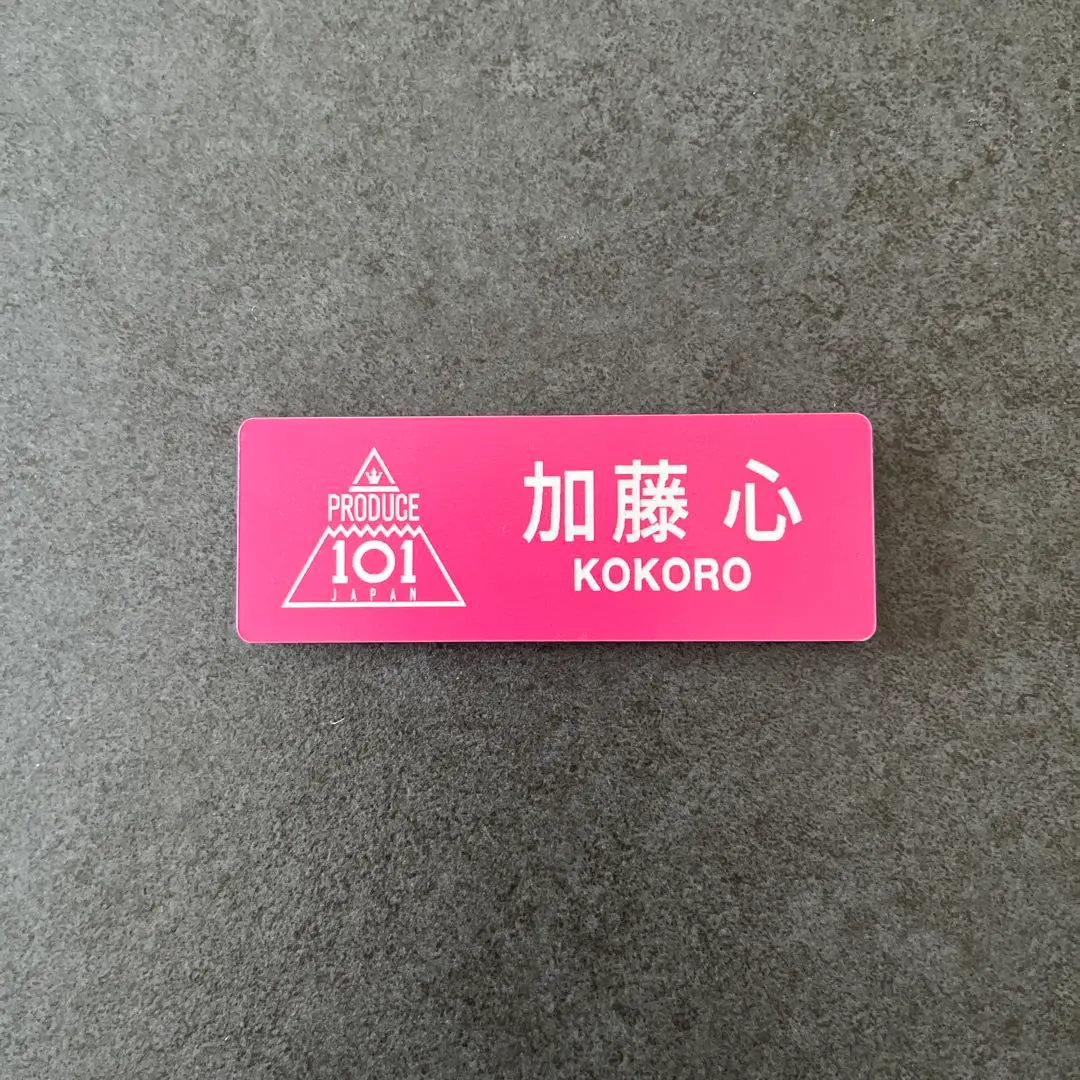 PRODUCE
101
JAPAN
加藤 心
KOKORO